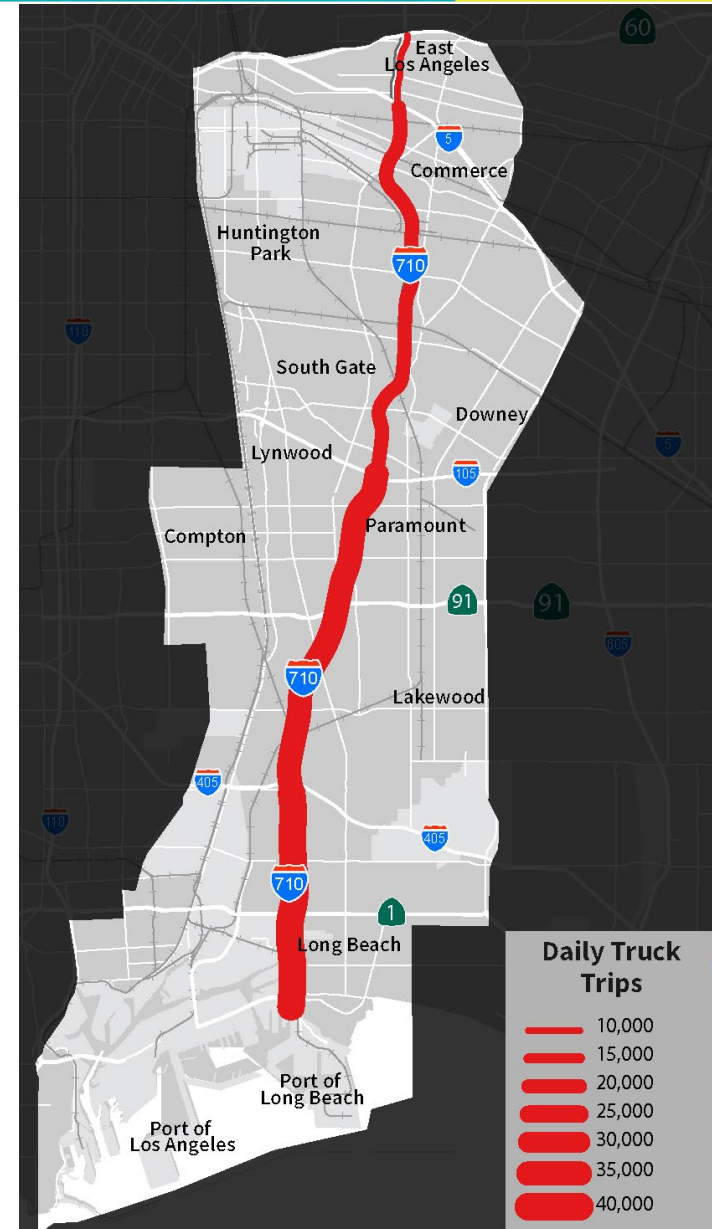 60
East
Los Angeles
5
Commerce
Huntington
Park
710
110
South Gate
Downey
5
Lynwood
105
Paramount
Compton
91
91
605
710
Lakewood
405
110
405
710
1
Long Beach
Port of
Long Beach
Port of
Los Angeles
Daily Truck
Trips
10,000
15,000
20,000
25,000
30,000
35,000
40,000